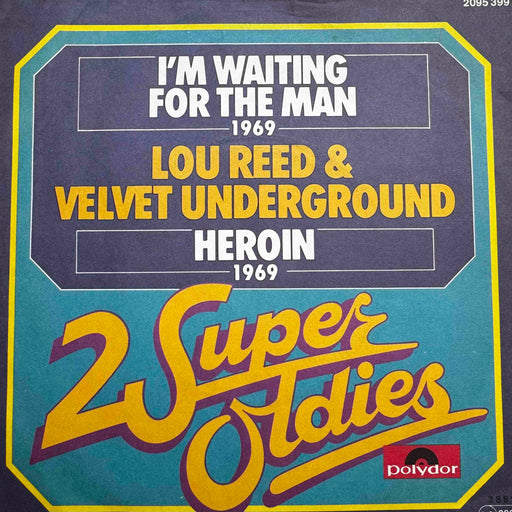 2095 399
I'M WAITING
FOR THE MAN
1969
LOU REED &
VELVET UNDERGROUND
HEROIN
1969
2 Super
Oldies
polydor